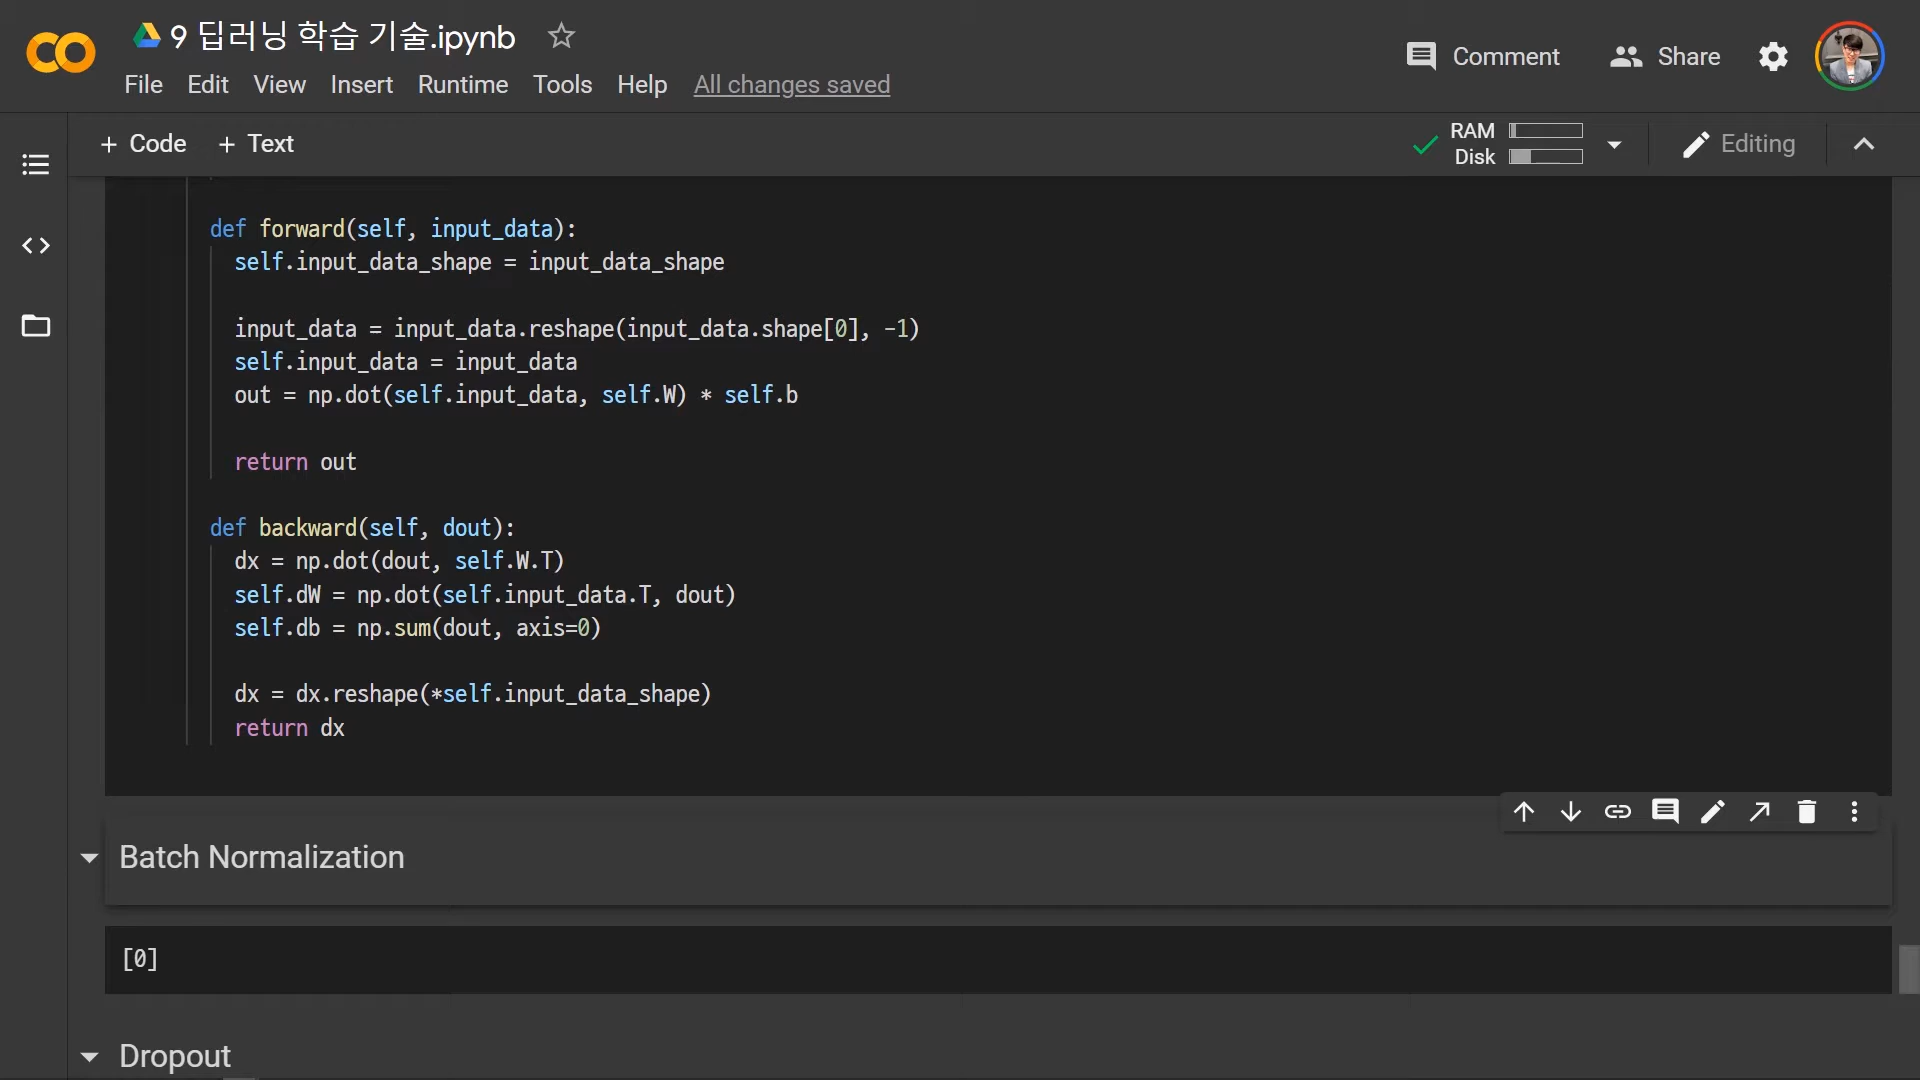 9 딥러닝 학습 기술.ipynb
Comment
Share
File Edit View Insert Runtime Tools Help All changes saved
+ Code + Text
RAM
Disk
Editing
def forward(self, input_data):
self.input_data_shape = input_data_shape
input_data = input_data.reshape(input_data.shape[0], -1)
self.input_data = input_data
out = np.dot(self.input_data, self.W) * self.b
return out
def backward(self, dout):
dx = np.dot(dout, self.W.T)
self.dW = np.dot(self.input_data.T, dout)
self.db = np.sum(dout, axis=0)
dx = dx.reshape(*self.input_data_shape)
return dx
Batch Normalization
[0]
Dropout